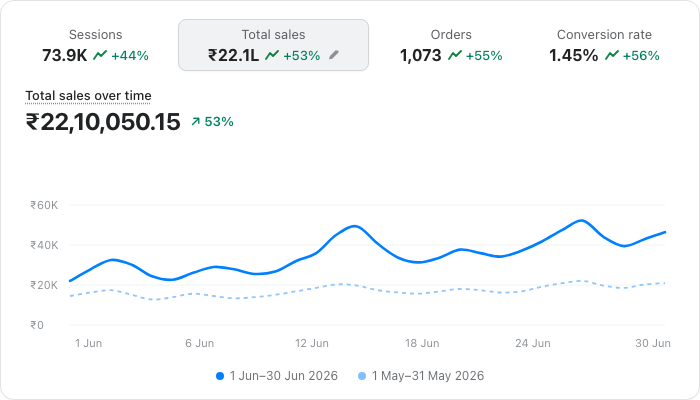 Sessions
73.9K +44%
Total sales
₹22.1L +53%
Orders
1,073 +55%
Conversion rate
1.45% +56%
Total sales over time
₹22,10,050.15 ↗ 53%
₹60K
₹40K
₹20K
₹0
1 Jun 6 Jun 12 Jun 18 Jun 24 Jun 30 Jun
1 Jun–30 Jun 2026 1 May–31 May 2026